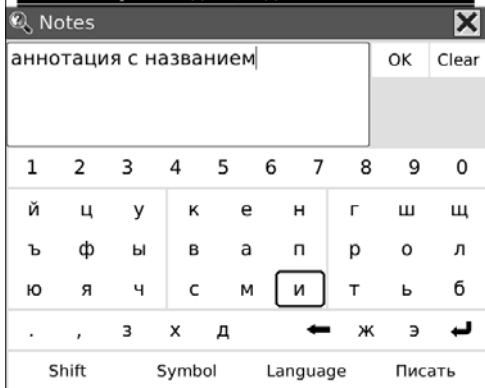 Notes
аннотация с названием
OK Clear
1 2 3 4 5 6 7 8 9 0
й ц у к е н г ш щ
ъ ф ы в а п р о л
ю я ч с м и т ь б
. , з х д ж э
Shift Symbol Language Писать